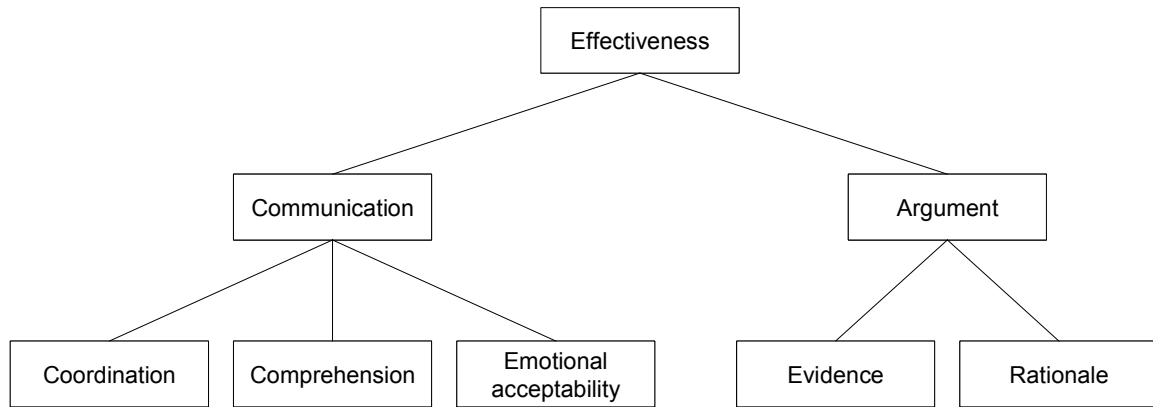 Effectiveness
Communication
Argument
Coordination
Comprehension
Emotional
acceptability
Evidence
Rationale